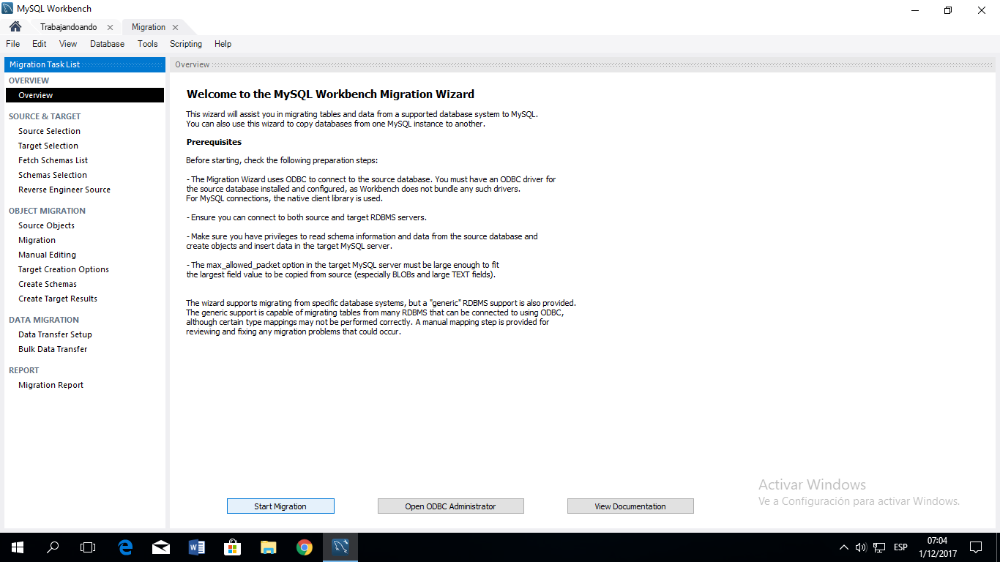 MySQL Workbench
Trabajandoando
Migration
File Edit View Database Tools Scripting Help
Migration Task List
OVERVIEW
Overview
SOURCE & TARGET
Source Selection
Target Selection
Fetch Schemas List
Schemas Selection
Reverse Engineer Source
OBJECT MIGRATION
Source Objects
Migration
Manual Editing
Target Creation Options
Create Schemas
Create Target Results
DATA MIGRATION
Data Transfer Setup
Bulk Data Transfer
REPORT
Migration Report
Overview
Welcome to the MySQL Workbench Migration Wizard
This wizard will assist you in migrating tables and data from a supported database system to MySQL.
You can also use this wizard to copy databases from one MySQL instance to another.
Prerequisites
Before starting, check the following preparation steps:
- The Migration Wizard uses ODBC to connect to the source database. You must have an ODBC driver for
the source database installed and configured, as Workbench does not bundle any such drivers.
For MySQL connections, the native client library is used.
- Ensure you can connect to both source and target RDBMS servers.
- Make sure you have privileges to read schema information and data from the source database and
create objects and insert data in the target MySQL server.
- The max_allowed_packet option in the target MySQL server must be large enough to fit
the largest field value to be copied from source (especially BLOBs and large TEXT fields).
The wizard supports migrating from specific database systems, but a "generic" RDBMS support is also provided.
The generic support is capable of migrating tables from many RDBMS that can be connected to using ODBC,
although certain type mappings may not be performed correctly. A manual mapping step is provided for
reviewing and fixing any migration problems that could occur.
Start Migration
Open ODBC Administrator
View Documentation
Activar Windows
Ve a Configuración para activar Windows.
ESP
07:04
1/12/2017